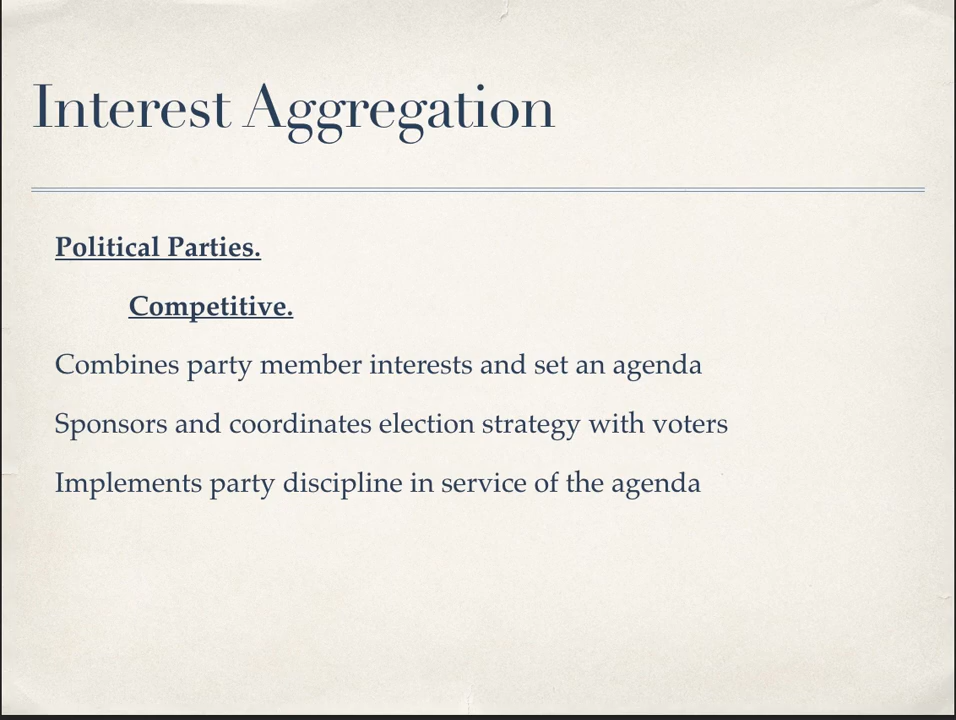 Interest Aggregation
Political Parties.
Competitive.
Combines party member interests and set an agenda
Sponsors and coordinates election strategy with voters
Implements party discipline in service of the agenda